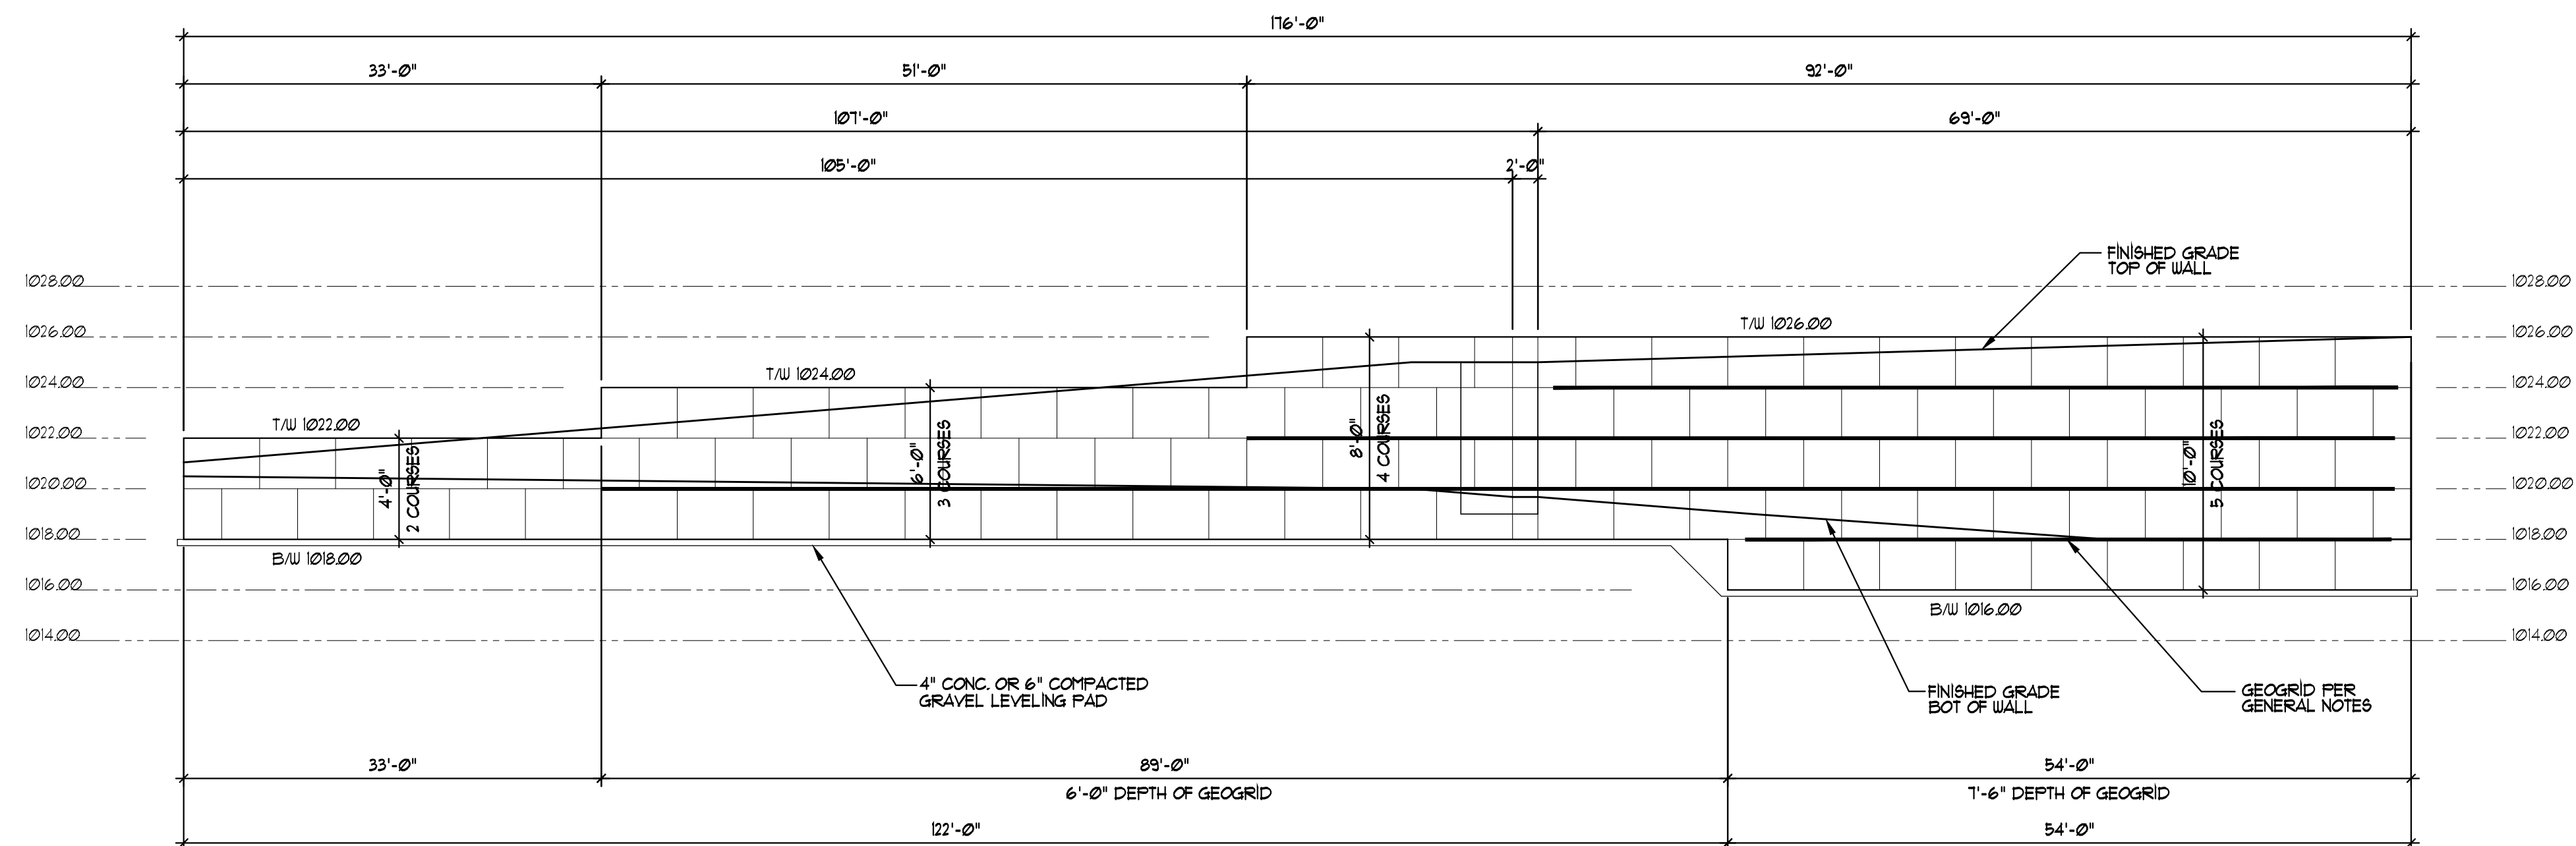 176'-0"
33'-0"
51'-0"
92'-0"
107'-0"
69'-0"
105'-0"
2'-0"
FINISHED GRADE
TOP OF WALL
1028.00
1028.00
1026.00
T/W 1026.00
1026.00
1024.00
T/W 1024.00
1024.00
1022.00
T/W 1022.00
1022.00
4'-0"
2 COURSES
6'-0"
3 COURSES
8'-0"
4 COURSES
10'-0"
5 COURSES
1020.00
1020.00
1018.00
B/W 1018.00
1018.00
1016.00
B/W 1016.00
1016.00
1014.00
1014.00
4" CONC. OR 6" COMPACTED
GRAVEL LEVELING PAD
FINISHED GRADE
BOT OF WALL
GEOGRID PER
GENERAL NOTES
33'-0"
89'-0"
54'-0"
6'-0" DEPTH OF GEOGRID
7'-6" DEPTH OF GEOGRID
122'-0"
54'-0"